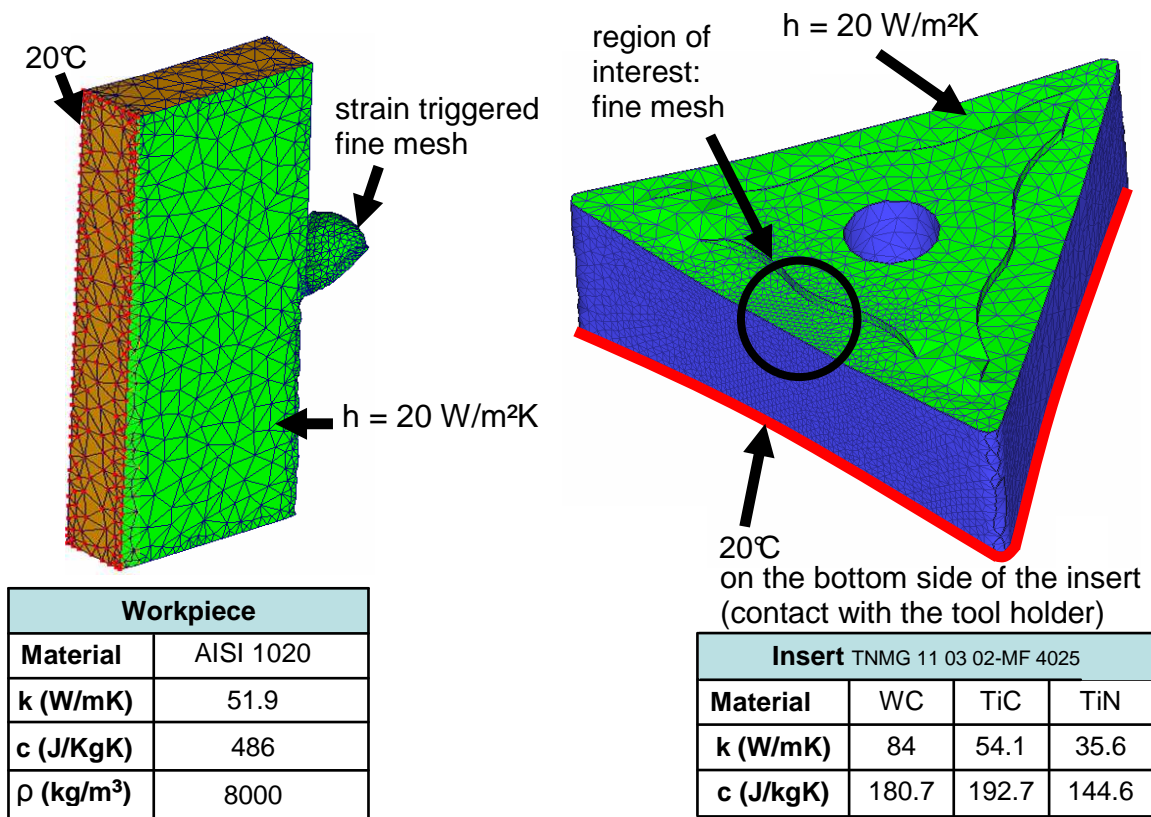 20°C
strain triggered
fine mesh
h = 20 W/m²K
region of
interest:
fine mesh
h = 20 W/m²K
20°C
on the bottom side of the insert
(contact with the tool holder)
Workpiece
Material AISI 1020
k (W/mK) 51.9
c (J/KgK) 486
ρ (kg/m³) 8000
Insert TNMG 11 03 02-MF 4025
Material WC TiC TiN
k (W/mK) 84 54.1 35.6
c (J/kgK) 180.7 192.7 144.6